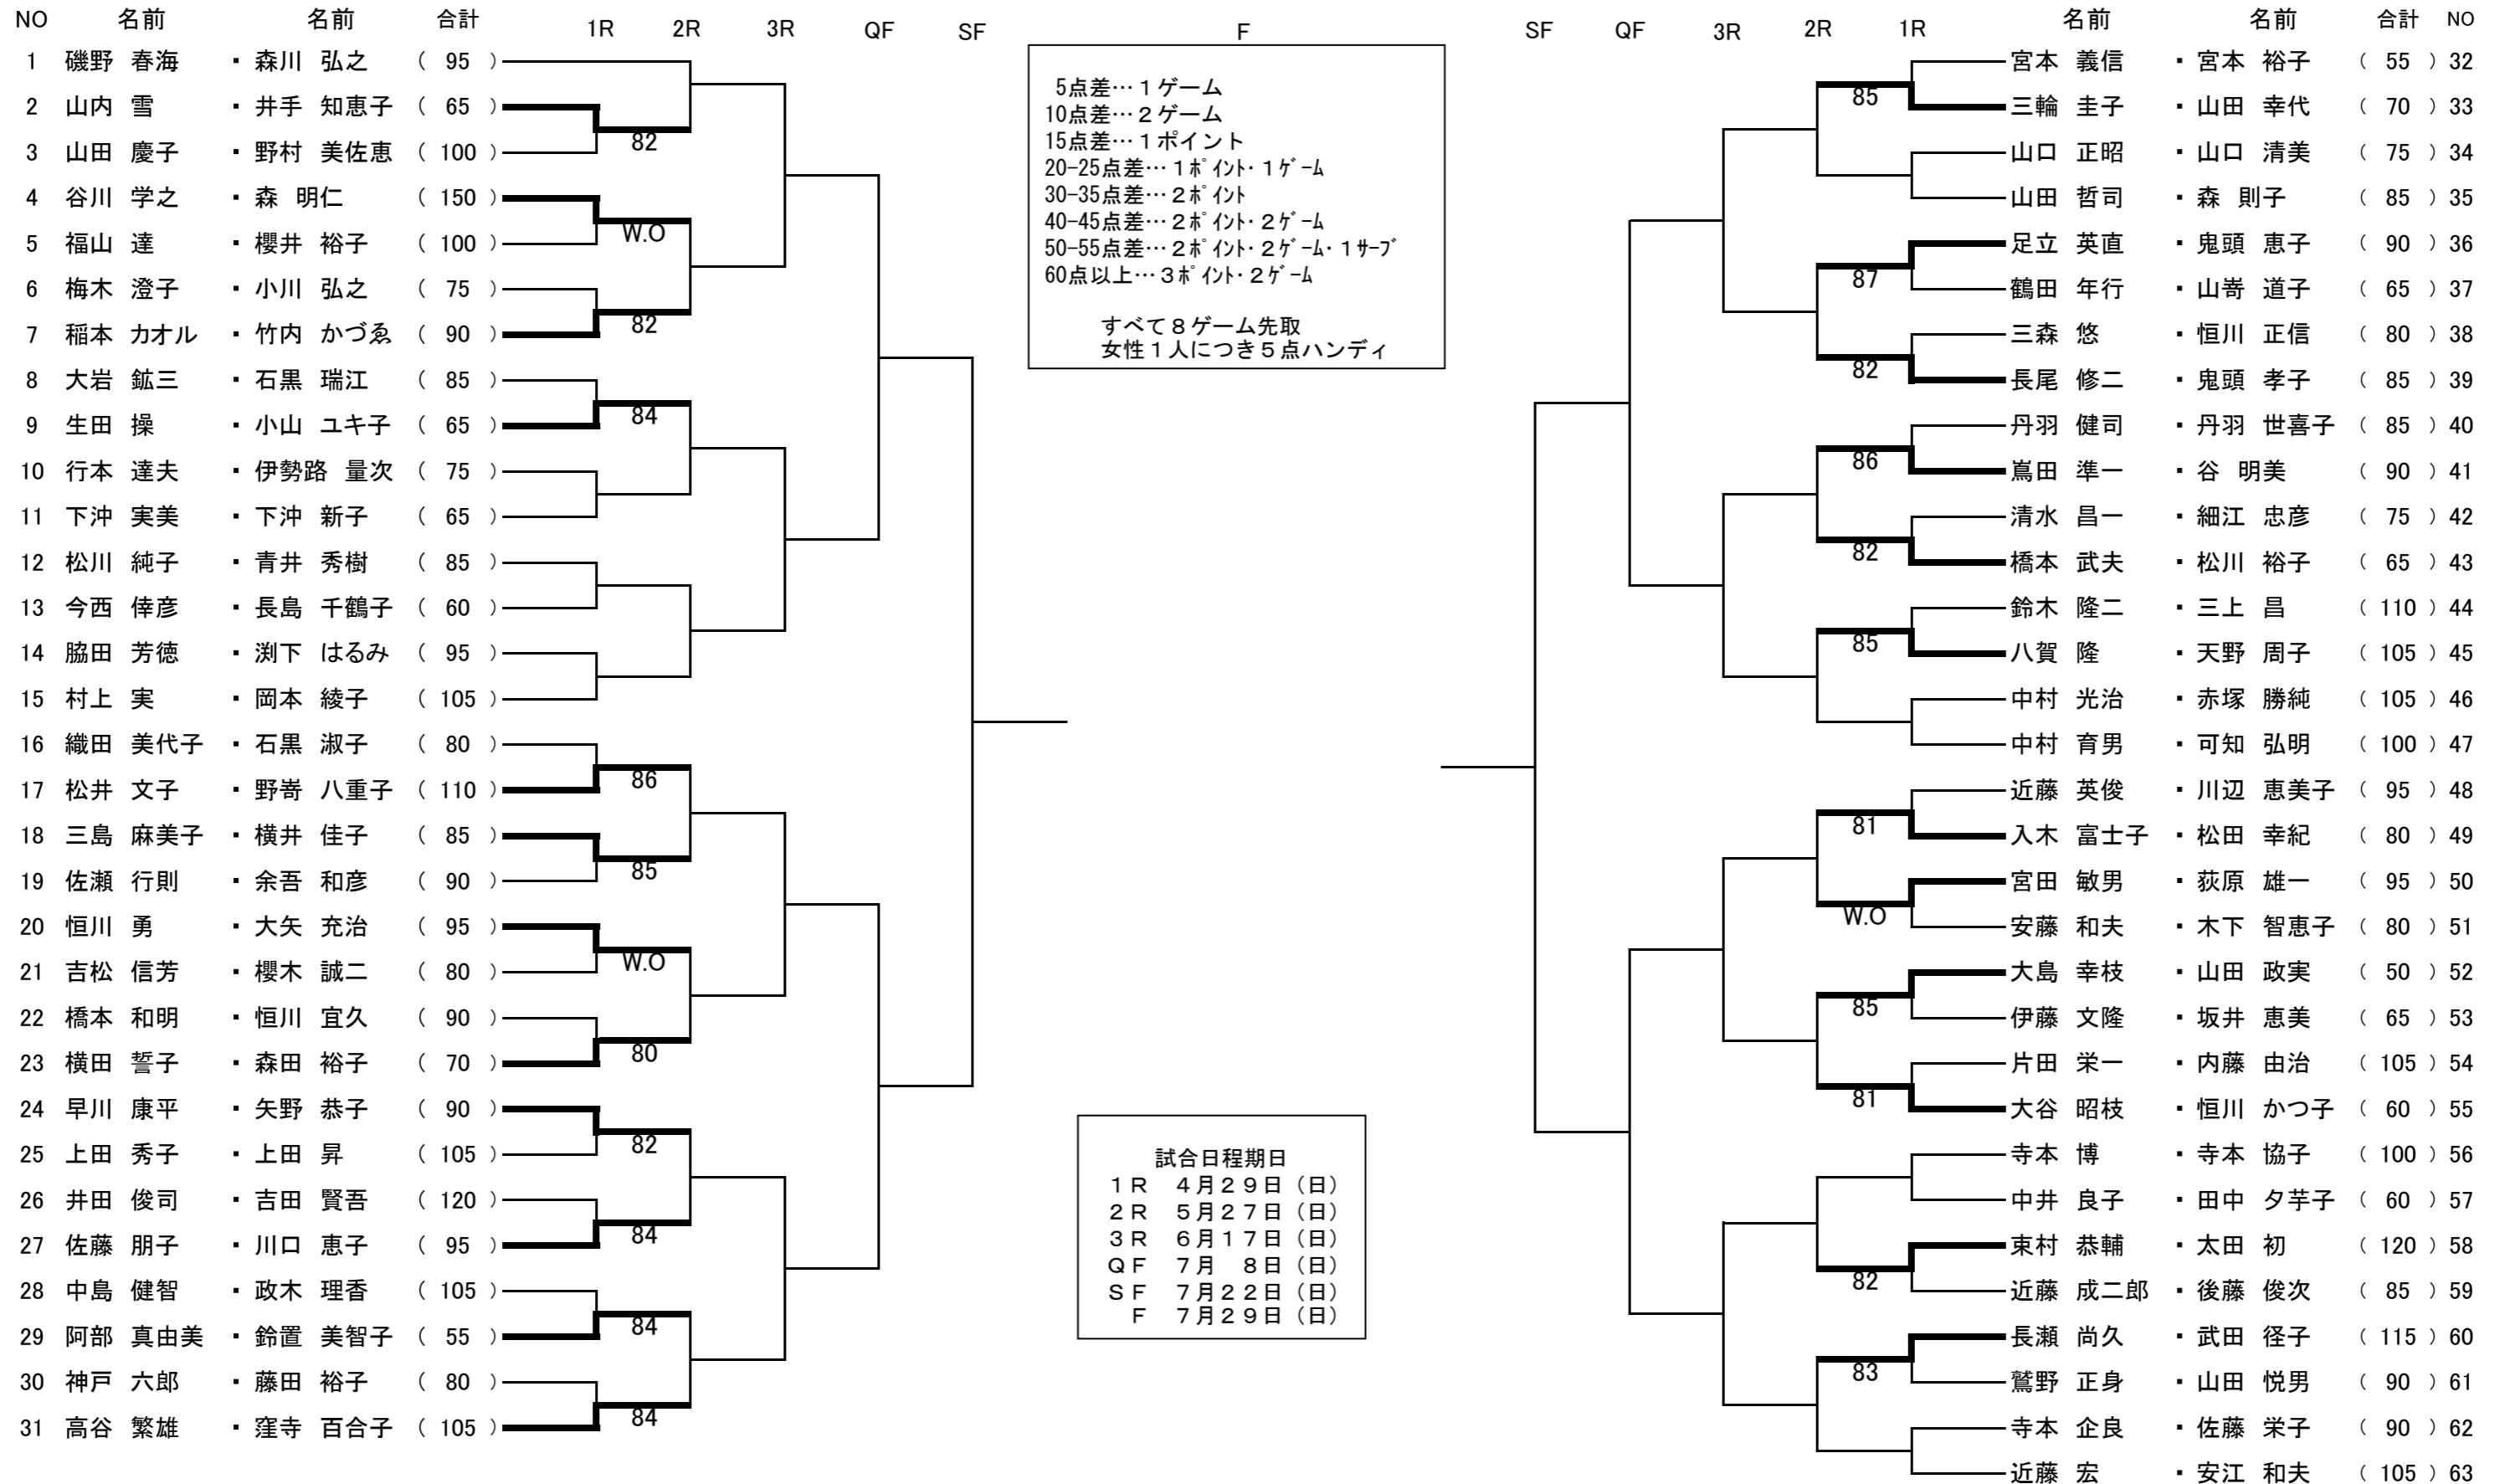 NO 名前 名前 合計 1R 2R 3R QF SF F SF QF 3R 2R 1R 名前 名前 合計 NO
1 磯野 春海 ・ 森川 弘之 ( 95 )
2 山内 雪 ・ 井手 知恵子 ( 65 )
82
3 山田 慶子 ・ 野村 美佐恵 ( 100 )
4 谷川 学之 ・ 森 明仁 ( 150 )
W.O
5 福山 達 ・ 櫻井 裕子 ( 100 )
6 梅木 澄子 ・ 小川 弘之 ( 75 )
82
7 稲本 カオル ・ 竹内 かづゑ ( 90 )
8 大岩 鉱三 ・ 石黒 瑞江 ( 85 )
84
9 生田 操 ・ 小山 ユキ子 ( 65 )
10 行本 達夫 ・ 伊勢路 量次 ( 75 )
11 下沖 実美 ・ 下沖 新子 ( 65 )
12 松川 純子 ・ 青井 秀樹 ( 85 )
13 今西 倖彦 ・ 長島 千鶴子 ( 60 )
14 脇田 芳徳 ・ 渕下 はるみ ( 95 )
15 村上 実 ・ 岡本 綾子 ( 105 )
16 織田 美代子 ・ 石黒 淑子 ( 80 )
86
17 松井 文子 ・ 野嵜 八重子 ( 110 )
18 三島 麻美子 ・ 横井 佳子 ( 85 )
85
19 佐瀬 行則 ・ 余吾 和彦 ( 90 )
20 恒川 勇 ・ 大矢 充治 ( 95 )
W.O
21 吉松 信芳 ・ 櫻木 誠二 ( 80 )
22 橋本 和明 ・ 恒川 宜久 ( 90 )
80
23 横田 誓子 ・ 森田 裕子 ( 70 )
24 早川 康平 ・ 矢野 恭子 ( 90 )
82
25 上田 秀子 ・ 上田 昇 ( 105 )
26 井田 俊司 ・ 吉田 賢吾 ( 120 )
84
27 佐藤 朋子 ・ 川口 恵子 ( 95 )
28 中島 健智 ・ 政木 理香 ( 105 )
84
29 阿部 真由美 ・ 鈴置 美智子 ( 55 )
30 神戸 六郎 ・ 藤田 裕子 ( 80 )
84
31 高谷 繁雄 ・ 窪寺 百合子 ( 105 )
5点差…１ゲーム
10点差…２ゲーム
15点差…１ポイント
20-25点差…１ﾎﾟｲﾝﾄ･１ｹﾞｰﾑ
30-35点差…２ﾎﾟｲﾝﾄ
40-45点差…２ﾎﾟｲﾝﾄ･２ｹﾞｰﾑ
50-55点差…２ﾎﾟｲﾝﾄ･２ｹﾞｰﾑ･１ｻｰﾌﾞ
60点以上…３ﾎﾟｲﾝﾄ･２ｹﾞｰﾑ
すべて８ゲーム先取
女性１人につき５点ハンディ
試合日程期日
１Ｒ ４月２９日（日）
２Ｒ ５月２７日（日）
３Ｒ ６月１７日（日）
ＱＦ ７月 ８日（日）
ＳＦ ７月２２日（日）
Ｆ ７月２９日（日）
宮本 義信 ・ 宮本 裕子 ( 55 ) 32
85
三輪 圭子 ・ 山田 幸代 ( 70 ) 33
山口 正昭 ・ 山口 清美 ( 75 ) 34
山田 哲司 ・ 森 則子 ( 85 ) 35
足立 英直 ・ 鬼頭 恵子 ( 90 ) 36
87
鶴田 年行 ・ 山嵜 道子 ( 65 ) 37
三森 悠 ・ 恒川 正信 ( 80 ) 38
82
長尾 修二 ・ 鬼頭 孝子 ( 85 ) 39
丹羽 健司 ・ 丹羽 世喜子 ( 85 ) 40
86
嶌田 準一 ・ 谷 明美 ( 90 ) 41
清水 昌一 ・ 細江 忠彦 ( 75 ) 42
82
橋本 武夫 ・ 松川 裕子 ( 65 ) 43
鈴木 隆二 ・ 三上 昌 ( 110 ) 44
85
八賀 隆 ・ 天野 周子 ( 105 ) 45
中村 光治 ・ 赤塚 勝純 ( 105 ) 46
中村 育男 ・ 可知 弘明 ( 100 ) 47
近藤 英俊 ・ 川辺 恵美子 ( 95 ) 48
81
入木 富士子 ・ 松田 幸紀 ( 80 ) 49
宮田 敏男 ・ 荻原 雄一 ( 95 ) 50
W.O
安藤 和夫 ・ 木下 智恵子 ( 80 ) 51
大島 幸枝 ・ 山田 政実 ( 50 ) 52
85
伊藤 文隆 ・ 坂井 恵美 ( 65 ) 53
片田 栄一 ・ 内藤 由治 ( 105 ) 54
81
大谷 昭枝 ・ 恒川 かつ子 ( 60 ) 55
寺本 博 ・ 寺本 協子 ( 100 ) 56
中井 良子 ・ 田中 夕芋子 ( 60 ) 57
東村 恭輔 ・ 太田 初 ( 120 ) 58
82
近藤 成二郎 ・ 後藤 俊次 ( 85 ) 59
長瀬 尚久 ・ 武田 径子 ( 115 ) 60
83
鷲野 正身 ・ 山田 悦男 ( 90 ) 61
寺本 企良 ・ 佐藤 栄子 ( 90 ) 62
近藤 宏 ・ 安江 和夫 ( 105 ) 63